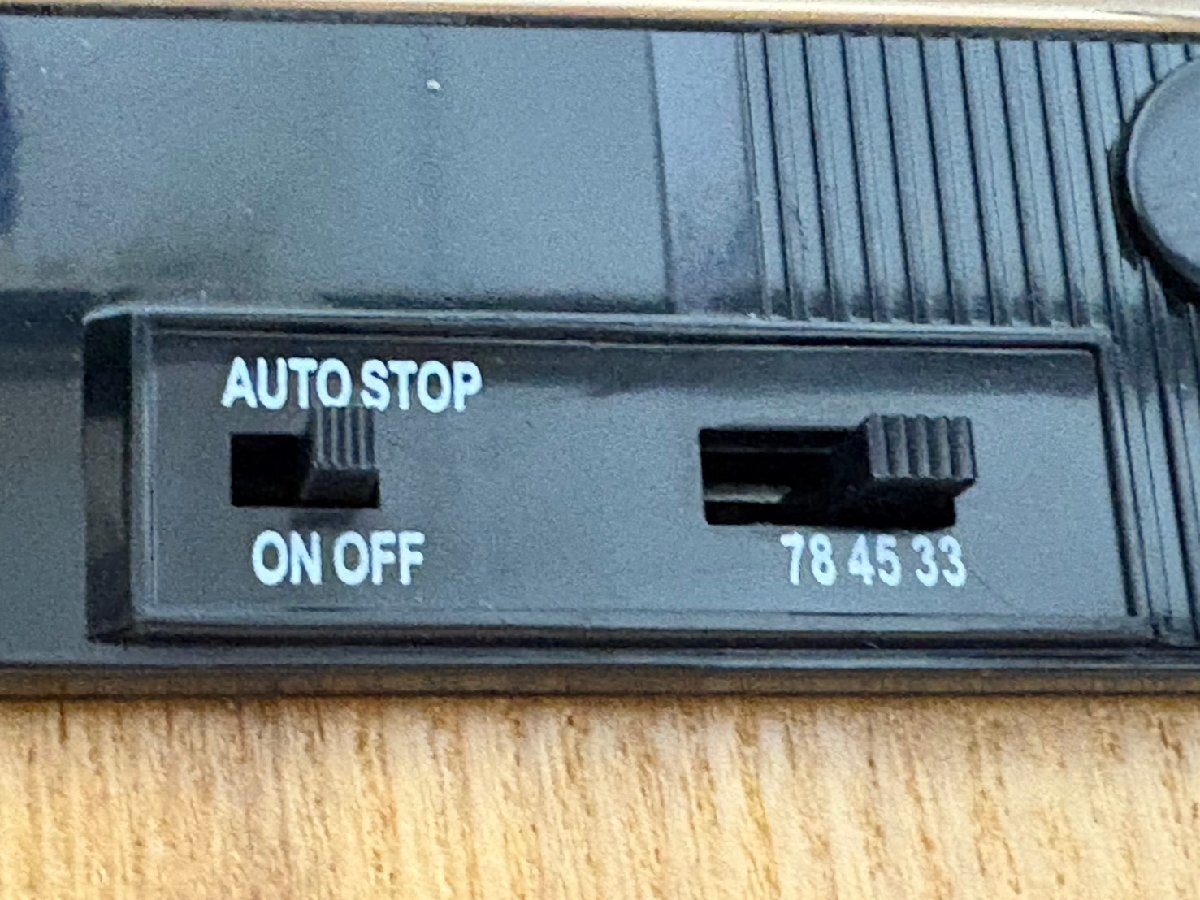 AUTO STOP
ON OFF
78 45 33